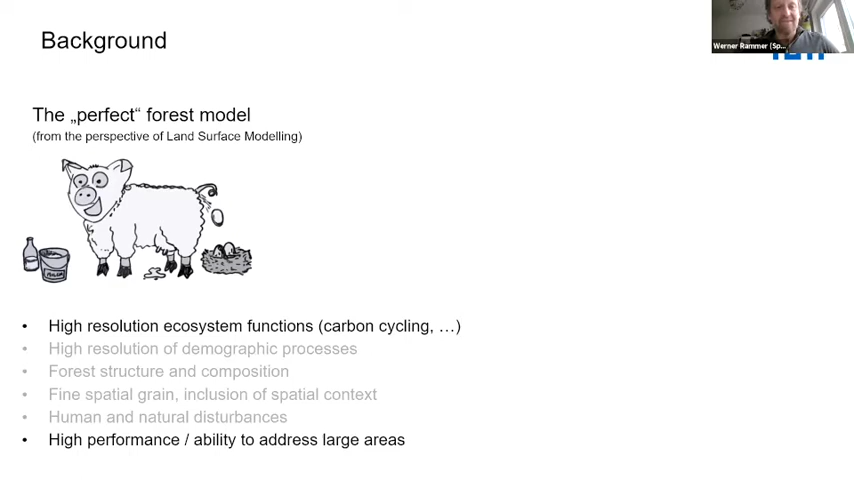 Background
Werner Rammer (Sp...
The „perfect“ forest model
(from the perspective of Land Surface Modelling)
• High resolution ecosystem functions (carbon cycling, …)
• High resolution of demographic processes
• Forest structure and composition
• Fine spatial grain, inclusion of spatial context
• Human and natural disturbances
• High performance / ability to address large areas